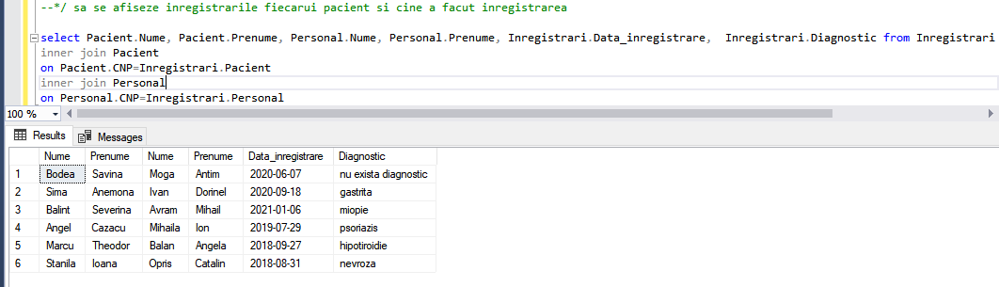 --*/ sa se afiseze inregistrarile fiecarui pacient si cine a facut inregistrarea
select Pacient.Nume, Pacient.Prenume, Personal.Nume, Personal.Prenume, Inregistrari.Data_inregistrare,  Inregistrari.Diagnostic from Inregistrari
inner join Pacient
on Pacient.CNP=Inregistrari.Pacient
inner join Personal
on Personal.CNP=Inregistrari.Personal
100 %
Results Messages
Nume Prenume Nume Prenume Data_inregistrare Diagnostic
1 Bodea Savina Moga Antim 2020-06-07 nu exista diagnostic
2 Sima Anemona Ivan Dorinel 2020-09-18 gastrita
3 Balint Severina Avram Mihail 2021-01-06 miopie
4 Angel Cazacu Mihaila Ion 2019-07-29 psoriazis
5 Marcu Theodor Balan Angela 2018-09-27 hipotiroidie
6 Stanila Ioana Opris Catalin 2018-08-31 nevroza